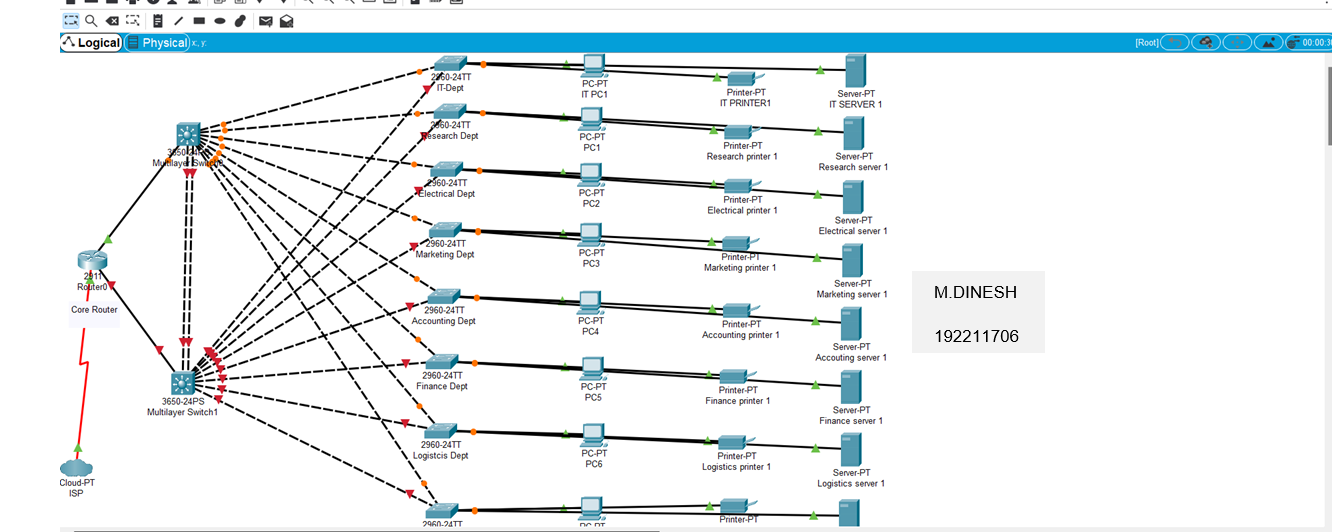 Logical
Physical
x: y:
[Root]
2960-24TT
IT-Dept
PC-PT
IT PC1
Printer-PT
IT PRINTER1
Server-PT
IT SERVER 1
2960-24TT
Research Dept
PC-PT
PC1
Printer-PT
Research printer 1
Server-PT
Research server 1
Multilayer
2960-24TT
Electrical Dept
PC-PT
PC2
Printer-PT
Electrical printer 1
Server-PT
Electrical server 1
2960-24TT
Marketing Dept
PC-PT
PC3
Printer-PT
Marketing printer 1
Server-PT
Marketing server 1
2911
Router0
Core Router
2960-24TT
Accounting Dept
PC-PT
PC4
Printer-PT
Accounting printer 1
Server-PT
Accouting server 1
M.DINESH
192211706
3650-24PS
Multilayer Switch1
2960-24TT
Finance Dept
PC-PT
PC5
Printer-PT
Finance printer 1
Server-PT
Finance server 1
2960-24TT
Logistcis Dept
PC-PT
PC6
Printer-PT
Logistics printer 1
Server-PT
Logistics server 1
Cloud-PT
ISP
2960-24TT
PC-PT
Printer-PT